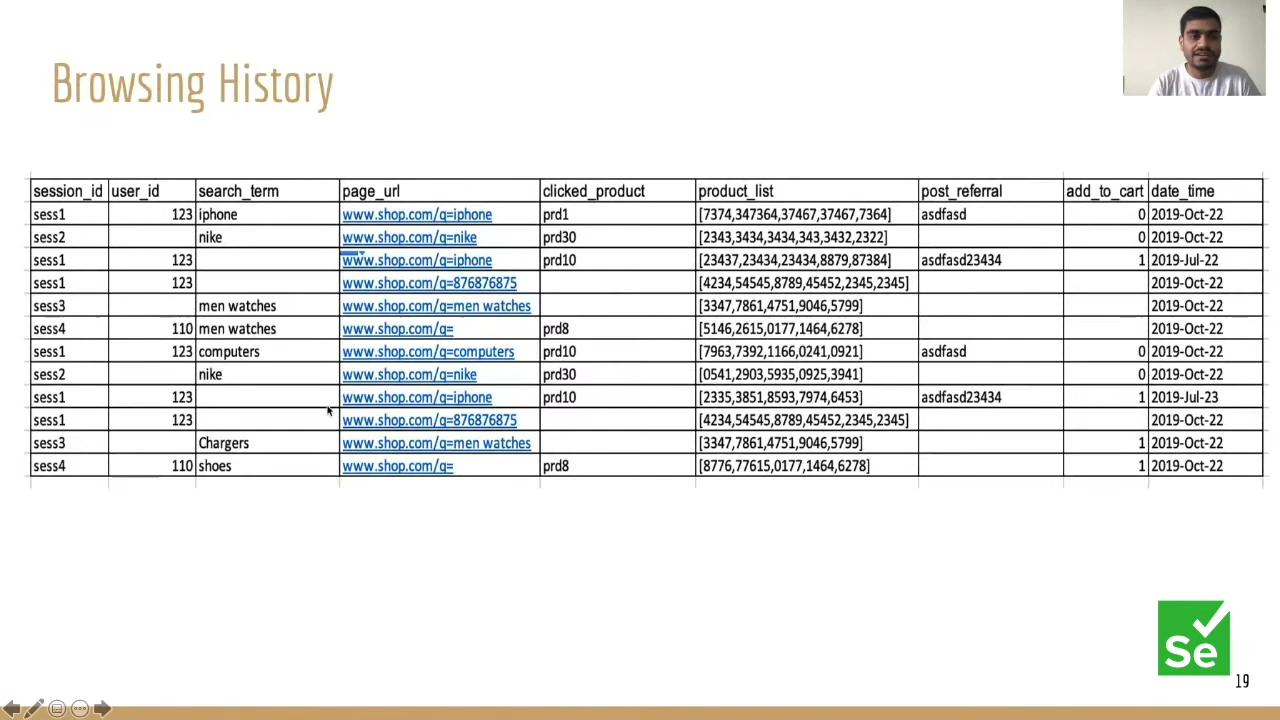 Browsing History
session_id user_id search_term page_url clicked_product product_list post_referral add_to_cart date_time
sess1 123 iphone www.shop.com/q=iphone prd1 [7374,347364,37467,37467,7364] asdfasd 0 2019-Oct-22
sess2 nike www.shop.com/q=nike prd30 [2343,3434,3434,343,3432,2322] 0 2019-Oct-22
sess1 123 www.shop.com/q=iphone prd10 [23437,23434,23434,8879,87384] asdfasd23434 1 2019-Jul-22
sess1 123 www.shop.com/q=876876875 [4234,54545,8789,45452,2345,2345] 2019-Oct-22
sess3 men watches www.shop.com/q=men watches [3347,7861,4751,9046,5799] 2019-Oct-22
sess4 110 men watches www.shop.com/q= prd8 [5146,2615,0177,1464,6278] 2019-Oct-22
sess1 123 computers www.shop.com/q=computers prd10 [7963,7392,1166,0241,0921] asdfasd 0 2019-Oct-22
sess2 nike www.shop.com/q=nike prd30 [0541,2903,5935,0925,3941] 0 2019-Oct-22
sess1 123 www.shop.com/q=iphone prd10 [2335,3851,8593,7974,6453] asdfasd23434 1 2019-Jul-23
sess1 123 www.shop.com/q=876876875 [4234,54545,8789,45452,2345,2345] 2019-Oct-22
sess3 Chargers www.shop.com/q=men watches [3347,7861,4751,9046,5799] 1 2019-Oct-22
sess4 110 shoes www.shop.com/q= prd8 [8776,77615,0177,1464,6278] 1 2019-Oct-22
Se
19